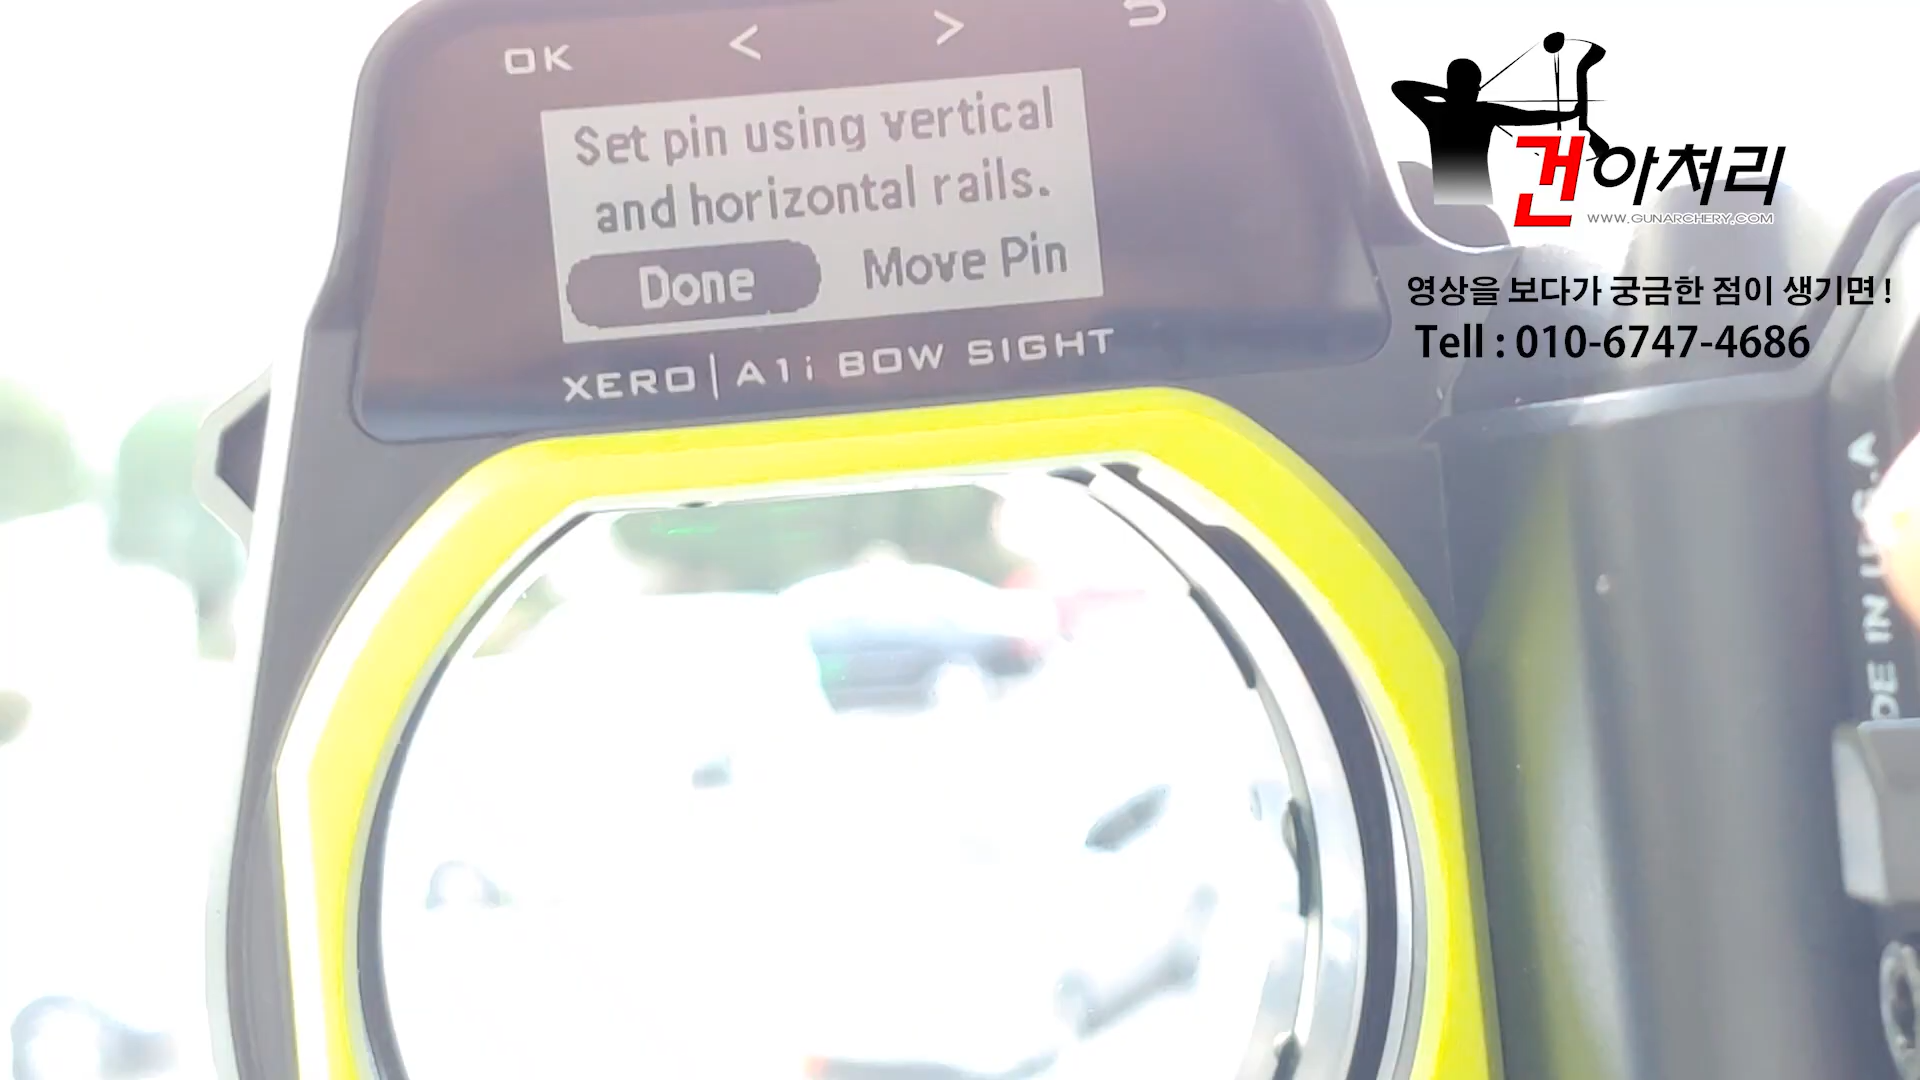 OK < > ⮌
Set pin using vertical
and horizontal rails.
Done Move Pin
XERO | A1i BOW SIGHT
건아처리
WWW.GUNARCHERY.COM
영상을 보다가 궁금한 점이 생기면 !
Tell : 010-6747-4686
IN U.S.A